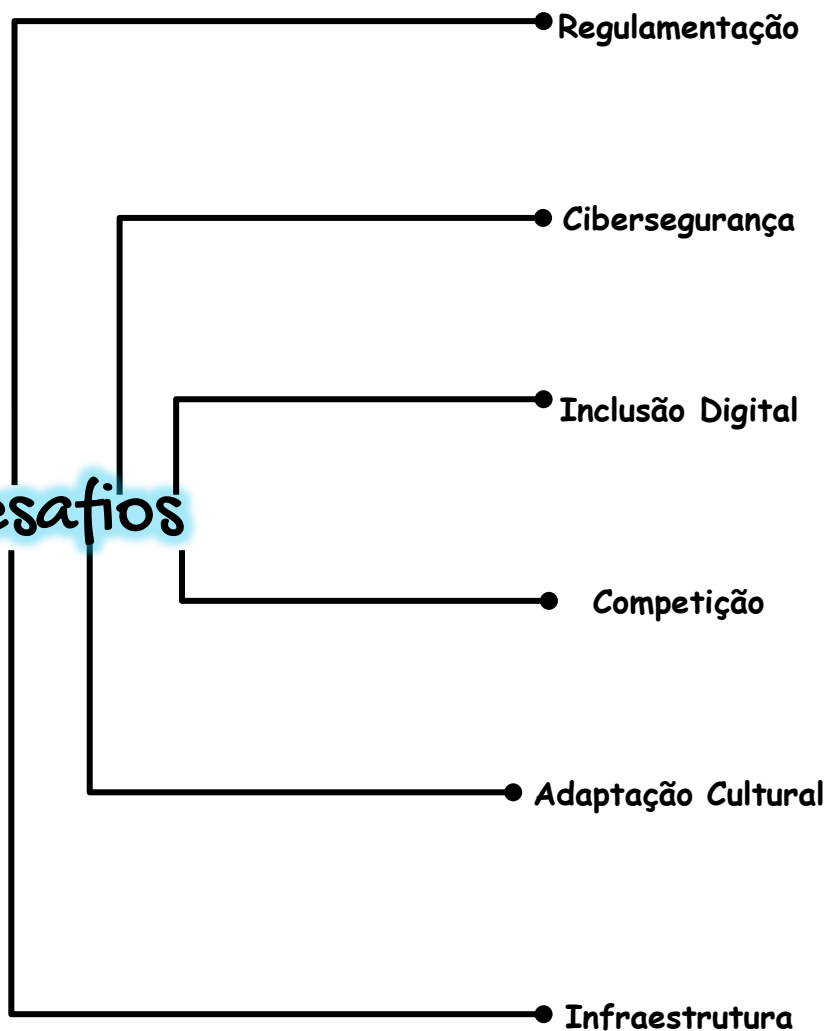 Regulamentação
Cibersegurança
Inclusão Digital
esafios
Competição
Adaptação Cultural
Infraestrutura